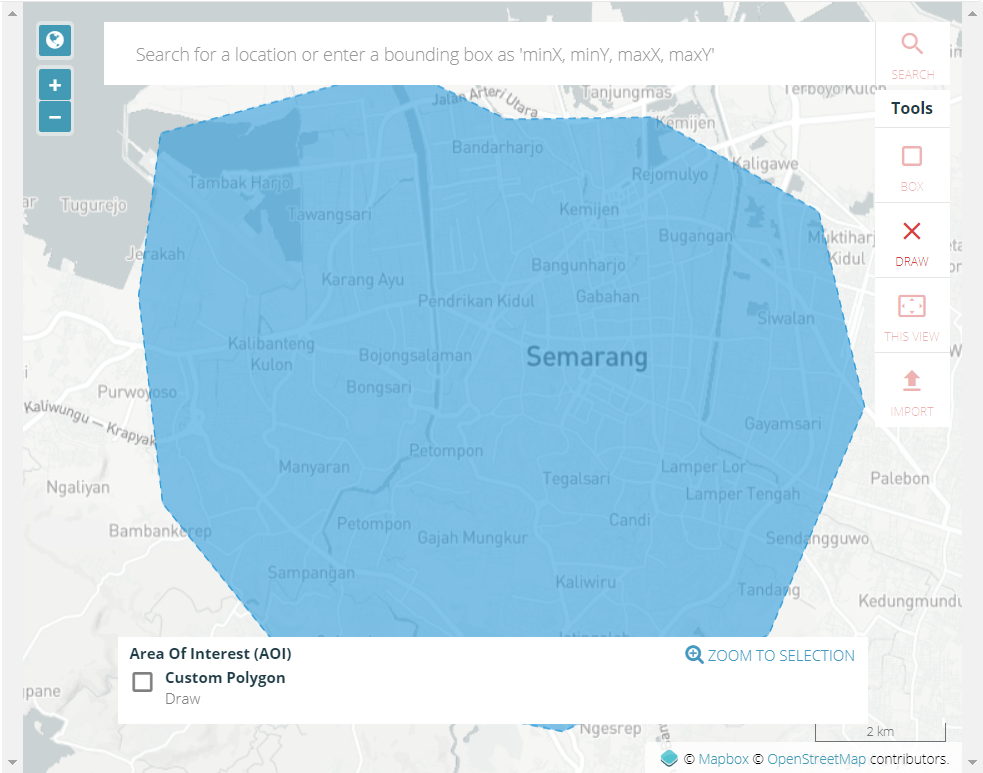 Search for a location or enter a bounding box as 'minX, minY, maxX, maxY'
SEARCH
Tools
BOX
DRAW
THIS VIEW
IMPORT
+
−
Jalan Arteri Utara
Tanjungmas
Terboyo Kulon
Kemijen
Bandarharjo
Kaligawe
Rejomulyo
Tambak Harjo
Tugurejo
Tawangsari
Kemijen
Bugangan
Muktiharj
Kidul
Jerakah
Bangunharjo
Karang Ayu
Pendrikan Kidul
Gabahan
Siwalan
Kalibanteng
Kulon
Bojongsalaman
Semarang
Bongsari
Purwoyoso
Kaliwungu — Krapyak
Gayamsari
Petompon
Manyaran
Lamper Lor
Tegalsari
Palebon
Ngaliyan
Lamper Tengah
Petompon
Candi
Bambankerep
Gajah Mungkur
Sendangguwo
Sampangan
Kaliwiru
Tandang
Kedungmundu
Area Of Interest (AOI)
ZOOM TO SELECTION
Custom Polygon
Draw
pane
Ngesrep
2 km
© Mapbox © OpenStreetMap contributors.